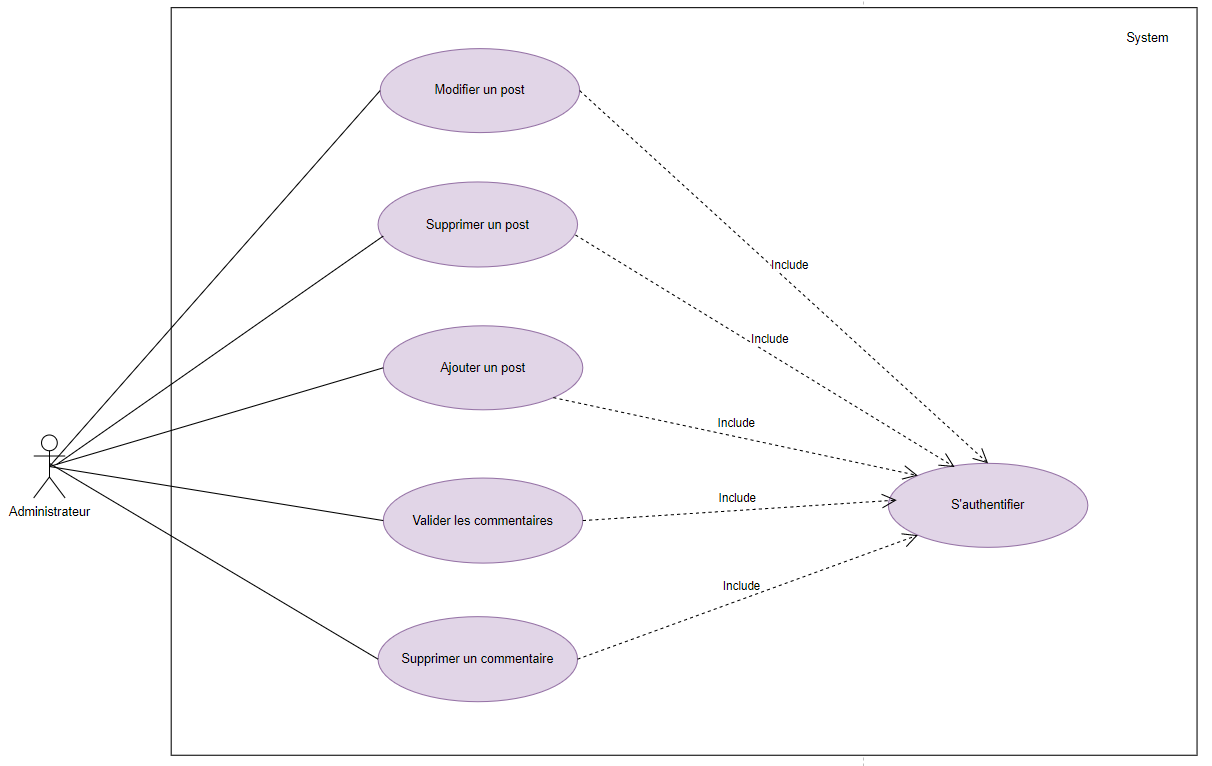 System
Modifier un post
Supprimer un post
Include
Include
Ajouter un post
Include
Include
S'authentifier
Administrateur
Valider les commentaires
Include
Supprimer un commentaire